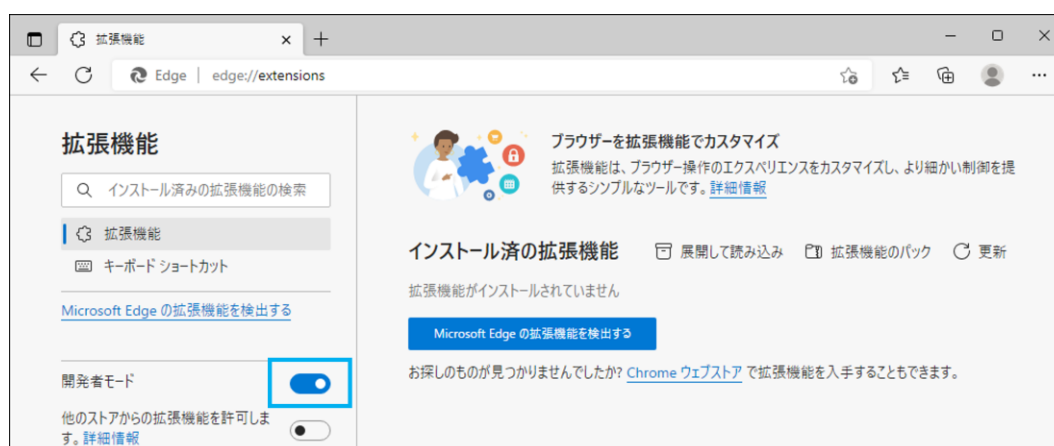 拡張機能
Edge | edge://extensions
拡張機能
インストール済みの拡張機能の検索
拡張機能
キーボード ショートカット
Microsoft Edge の拡張機能を検出する
開発者モード
他のストアからの拡張機能を許可しま
す。詳細情報
ブラウザーを拡張機能でカスタマイズ
拡張機能は、ブラウザー操作のエクスペリエンスをカスタマイズし、より細かい制御を提
供するシンプルなツールです。詳細情報
インストール済の拡張機能 展開して読み込み 拡張機能のパック 更新
拡張機能がインストールされていません
Microsoft Edge の拡張機能を検出する
お探しのものが見つかりませんでしたか? Chrome ウェブストア で拡張機能を入手することもできます。